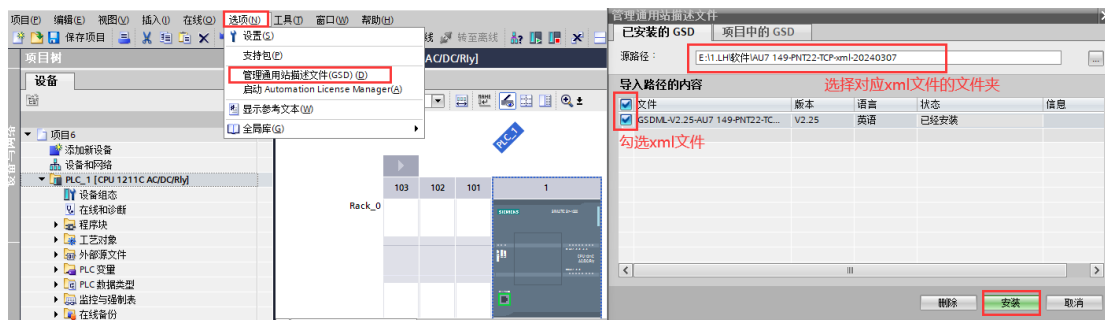 项目(P) 编辑(E) 视图(V) 插入(I) 在线(O) 选项(N) 工具(T) 窗口(W) 帮助(H)
保存项目
转至离线
设置(S)
支持包(P)
管理通用站描述文件(GSD) (D)
启动 Automation License Manager(A)
显示参考文本(W)
全局库(G)
项目树
设备
项目6
添加新设备
设备和网络
PLC_1 [CPU 1211C AC/DC/Rly]
设备组态
在线和诊断
程序块
工艺对象
外部源文件
PLC 变量
PLC 数据类型
监控与强制表
在线备份
AC/DC/Rly]
PLC_1
103 102 101 1
Rack_0
SIEMENS
管理通用站描述文件
已安装的 GSD 项目中的 GSD
源路径: E:\1.LH\软件\AU7 149-PNT22-TCP-xml-20240307
导入路径的内容
选择对应xml文件的文件夹
文件 版本 语言 状态 信息
GSDML-V2.25-AU7 149-PNT22-TC... V2.25 英语 已经安装
勾选xml文件
删除 安装 取消